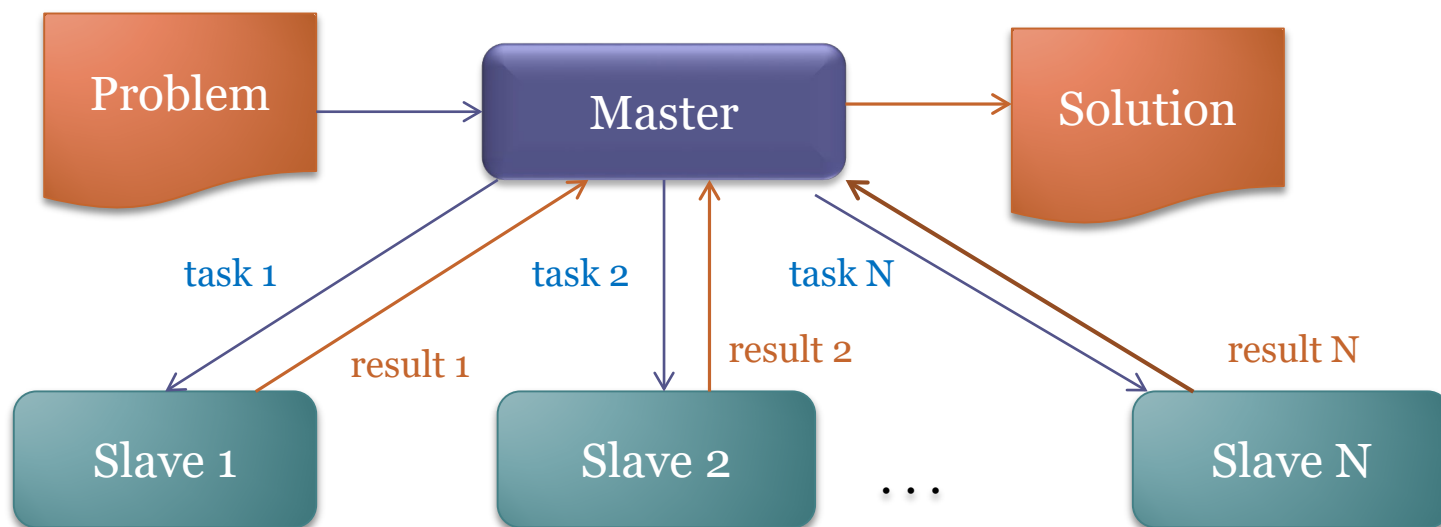 Problem
Master
Solution
task 1
task 2
task N
result 1
result 2
result N
Slave 1
Slave 2
. . .
Slave N